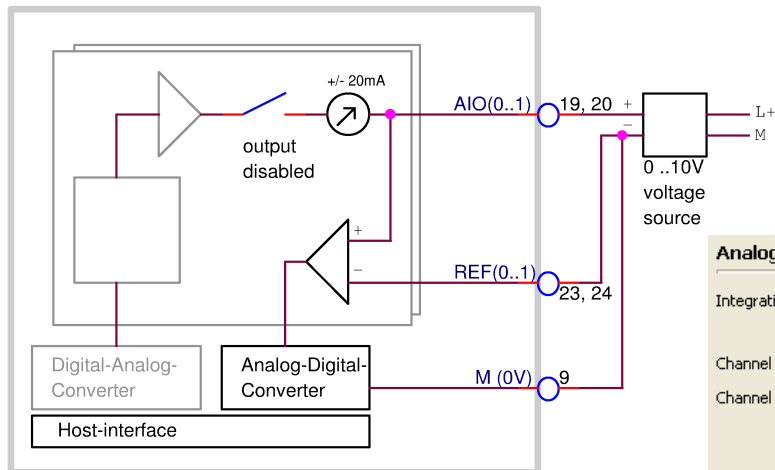 +/- 20mA
AIO(0..1)
19, 20
+
−
L+
M
output
disabled
0 ..10V
voltage
source
+
−
REF(0..1)
23, 24
Digital-Analog-
Converter
Analog-Digital-
Converter
M (0V)
9
Host-interface
Analog
Integrati
Channel
Channel